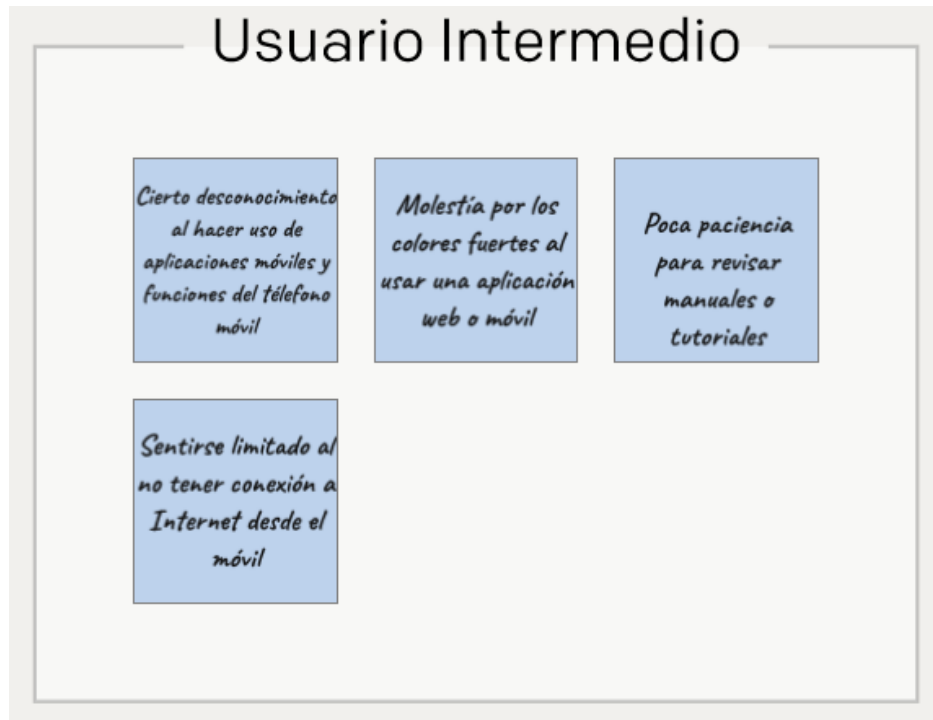 Usuario Intermedio
Cierto desconocimiento
al hacer uso de
aplicaciones móviles y
funciones del télefono
móvil
Molestía por los
colores fuertes al
usar una aplicación
web o móvil
Poca paciencia
para revisar
manuales o
tutoriales
Sentirse limitado al
no tener conexión a
Internet desde el
móvil